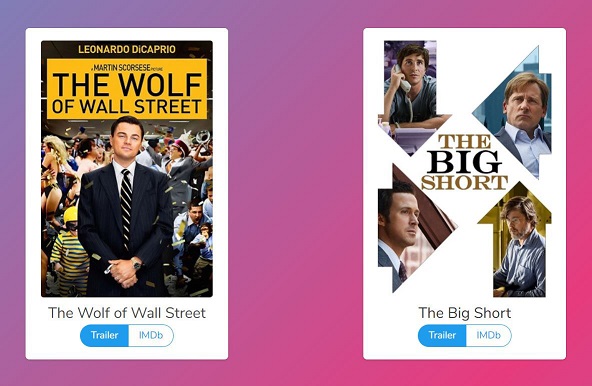 LEONARDO DiCAPRIO
A MARTIN SCORSESE PICTURE
THE WOLF
OF WALL STREET
The Wolf of Wall Street
Trailer
IMDb
THE
BIG
SHORT
The Big Short
Trailer
IMDb